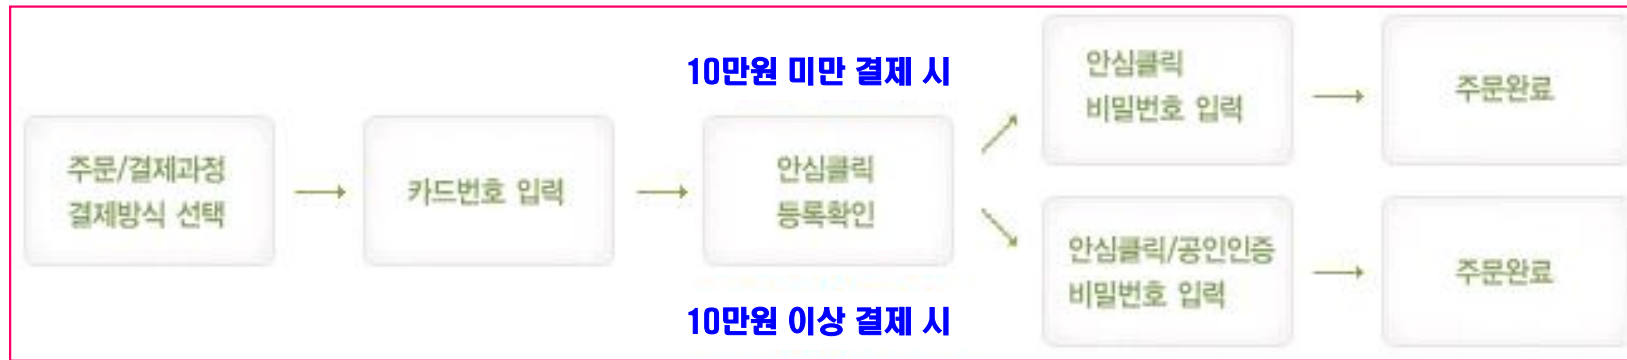 주문/결제과정
결제방식 선택
카드번호 입력
안심클릭
등록확인
10만원 미만 결제 시
안심클릭
비밀번호 입력
주문완료
10만원 이상 결제 시
안심클릭/공인인증
비밀번호 입력
주문완료